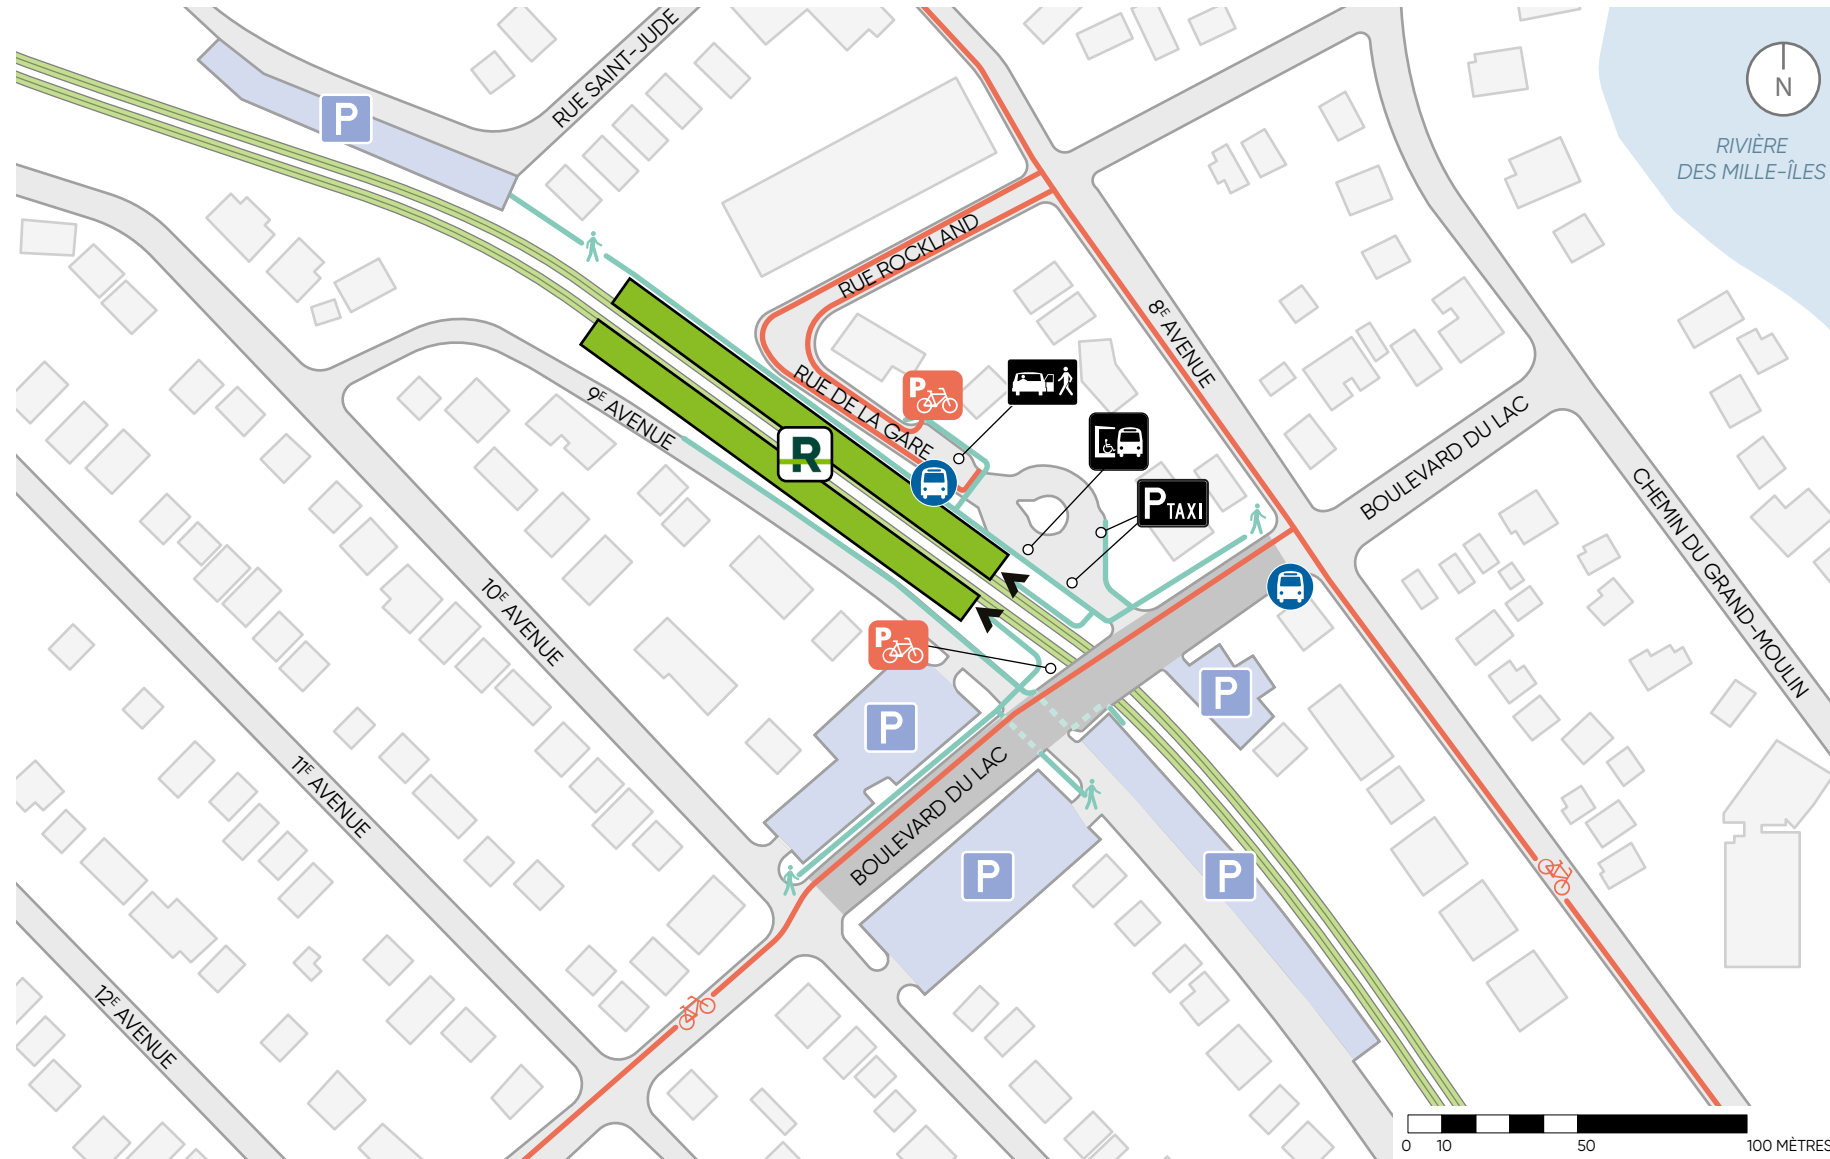 RUE SAINT-JUDE
P
N
RIVIÈRE
DES MILLE-ÎLES
RUE ROCKLAND
8E AVENUE
RUE DE LA GARE
P
9E AVENUE
R
P TAXI
BOULEVARD DU LAC
CHEMIN DU GRAND-MOULIN
10E AVENUE
P
P
P
11E AVENUE
BOULEVARD DU LAC
P
P
12E AVENUE
0 10 50 100 MÈTRES